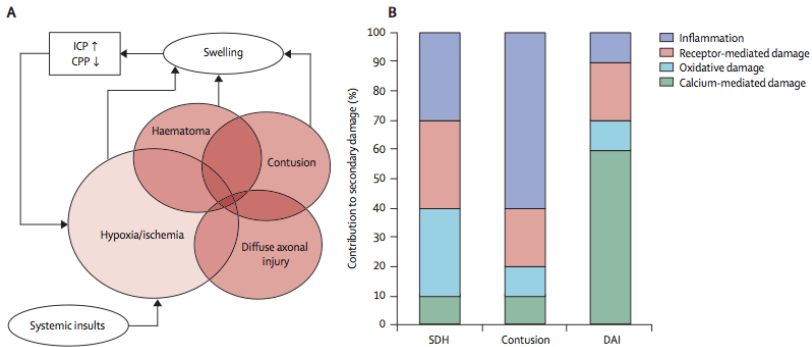 A
ICP ↑
CPP ↓
Swelling
Haematoma
Contusion
Hypoxia/ischemia
Diffuse axonal
injury
Systemic insults
B
Contribution to secondary damage (%)
100
90
80
70
60
50
40
30
20
10
0
SDH
Contusion
DAI
Inflammation
Receptor-mediated damage
Oxidative damage
Calcium-mediated damage